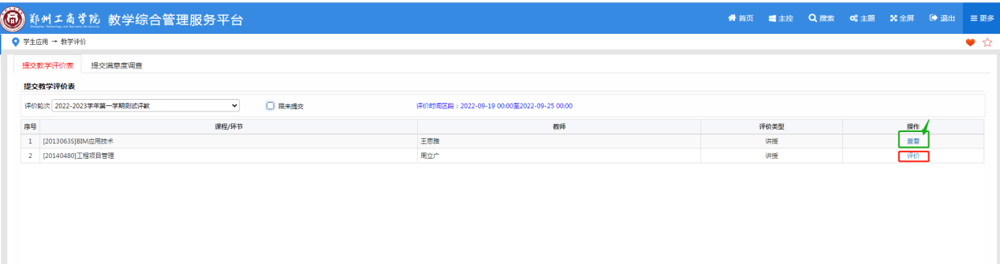 郑州工商学院 教学综合管理服务平台 首页 主控 搜索 主题 全屏 退出 更多
学生应用 → 教学评价
提交教学评价表 提交满意度调查
提交教学评价表
评价轮次 2022-2023学年第一学期测试评教 限未提交 评价时间区段：2022-09-19 00:00至2022-09-25 00:00
序号 课程/环节 教师 评价类型 操作
1 [2013063S]BIM应用技术 王思雅 讲授 查看
2 [20140480]工程项目管理 周立广 讲授 评价